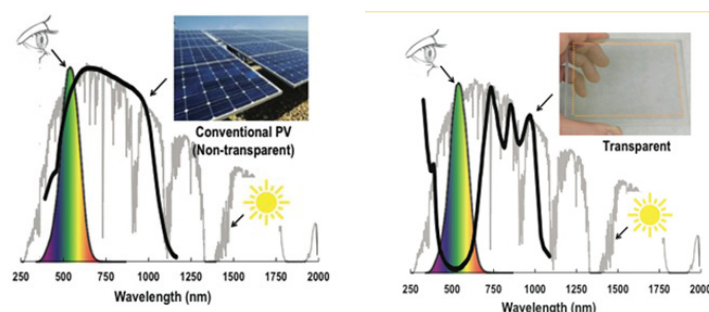 Conventional PV
(Non-transparent)
250 500 750 1000 1250 1500 1750 2000
Wavelength (nm)
Transparent
250 500 750 1000 1250 1500 1750 2000
Wavelength (nm)